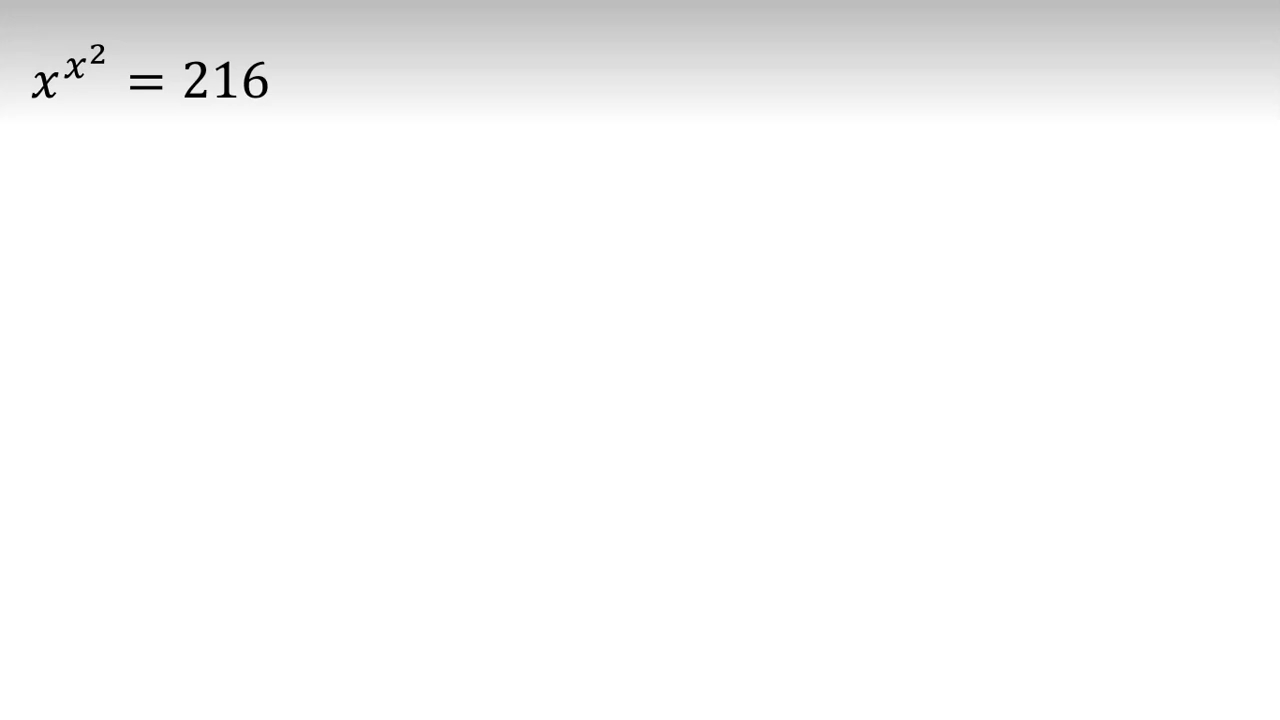 x^{x^2} = 216